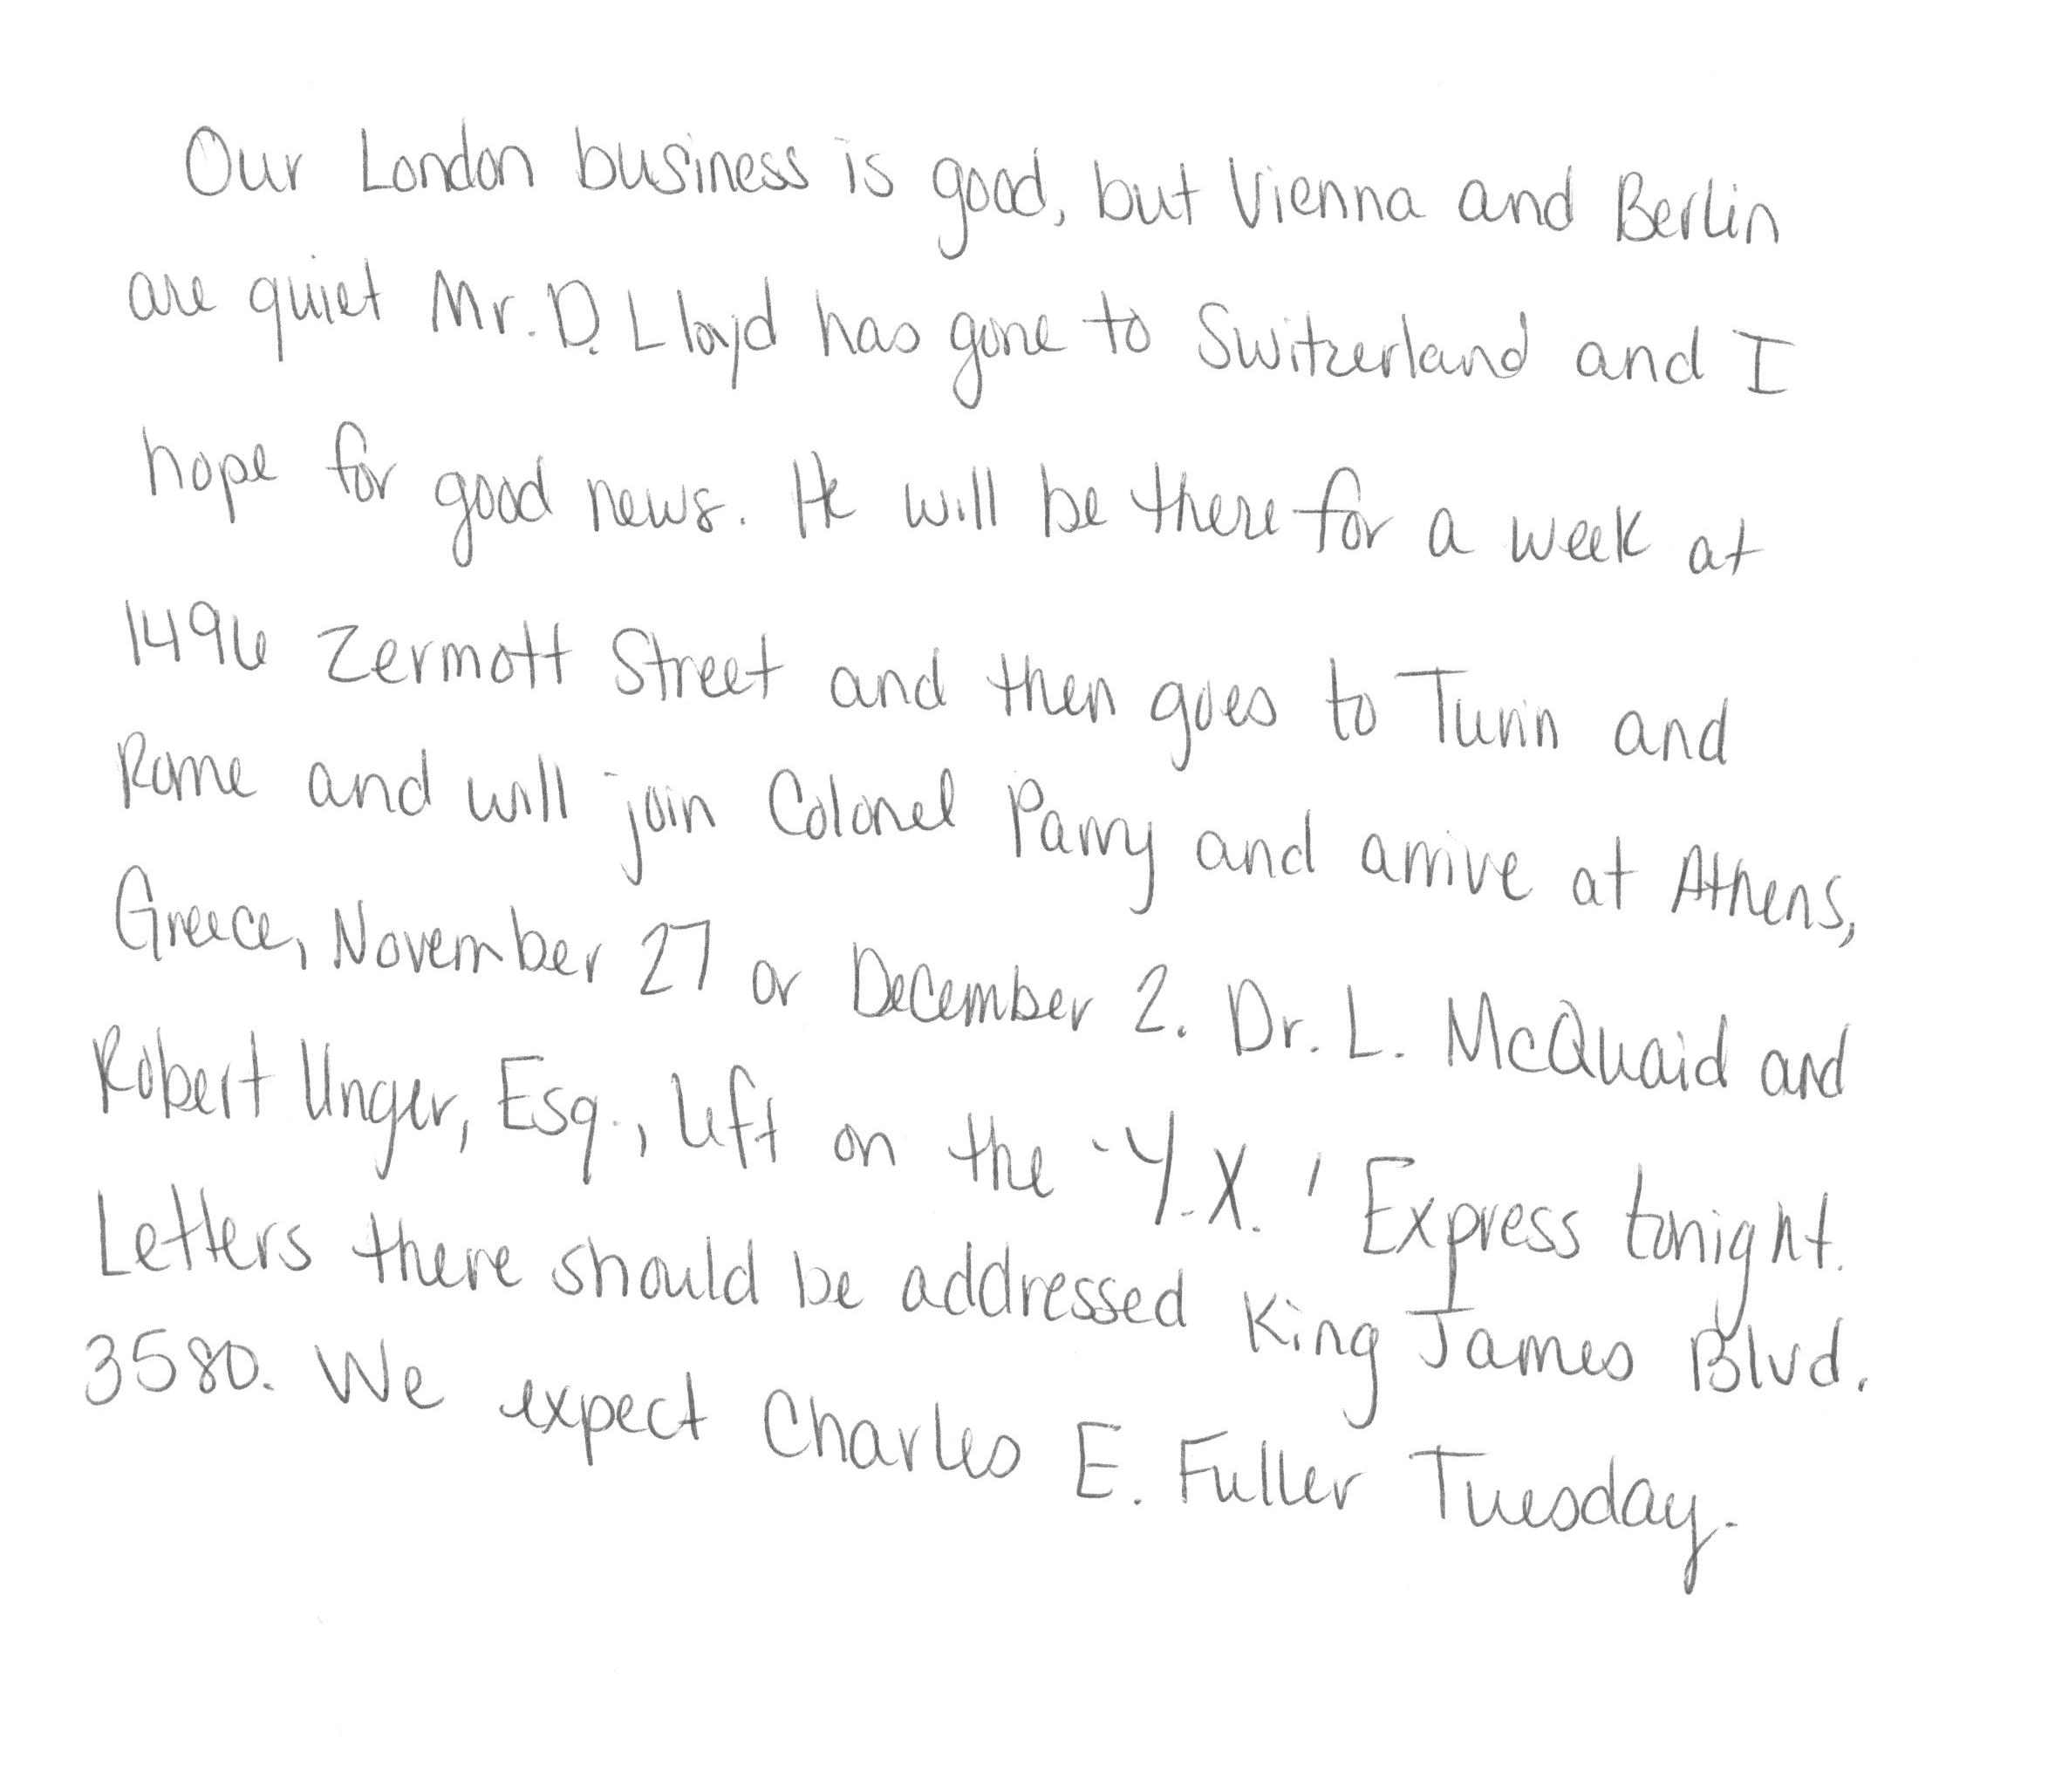 Our London business is good, but Vienna and Berlin
are quiet Mr. D. Lloyd has gone to Switzerland and I
hope for good news. He will be there for a week at
1496 Zermott Street and then goes to Turin and
Rome and will join Colonel Parry and arrive at Athens,
Greece, November 27 or December 2. Dr. L. McQuaid and
Robert Unger, Esq., left on the 'Y.X.' Express tonight.
Letters there should be addressed King James Blvd.
3580. We expect Charles E. Fuller Tuesday.